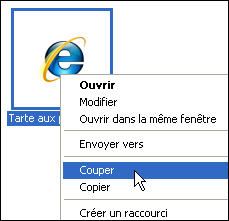 Ouvrir
Modifier
Ouvrir dans la même fenêtre
Envoyer vers
Couper
Copier
Créer un raccourci
Tarte aux